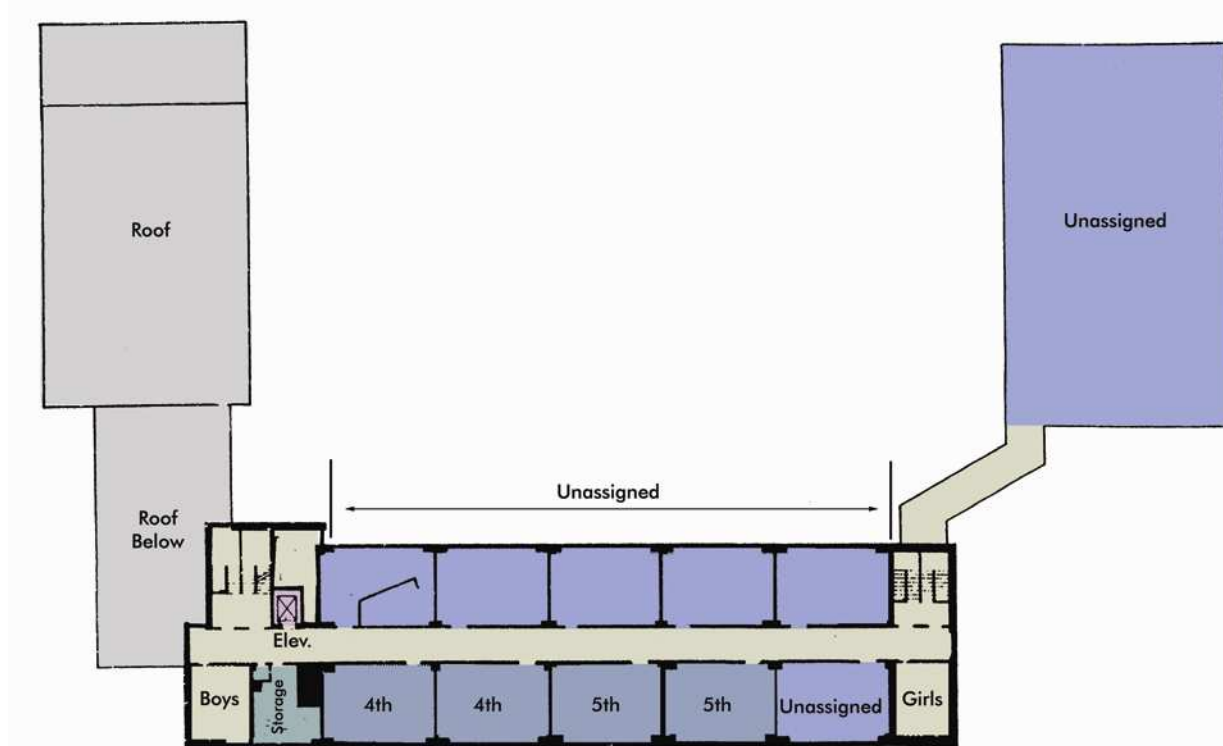 Roof
Unassigned
Unassigned
Roof
Below
Elev.
Boys
Storage
4th
4th
5th
5th
Unassigned
Girls